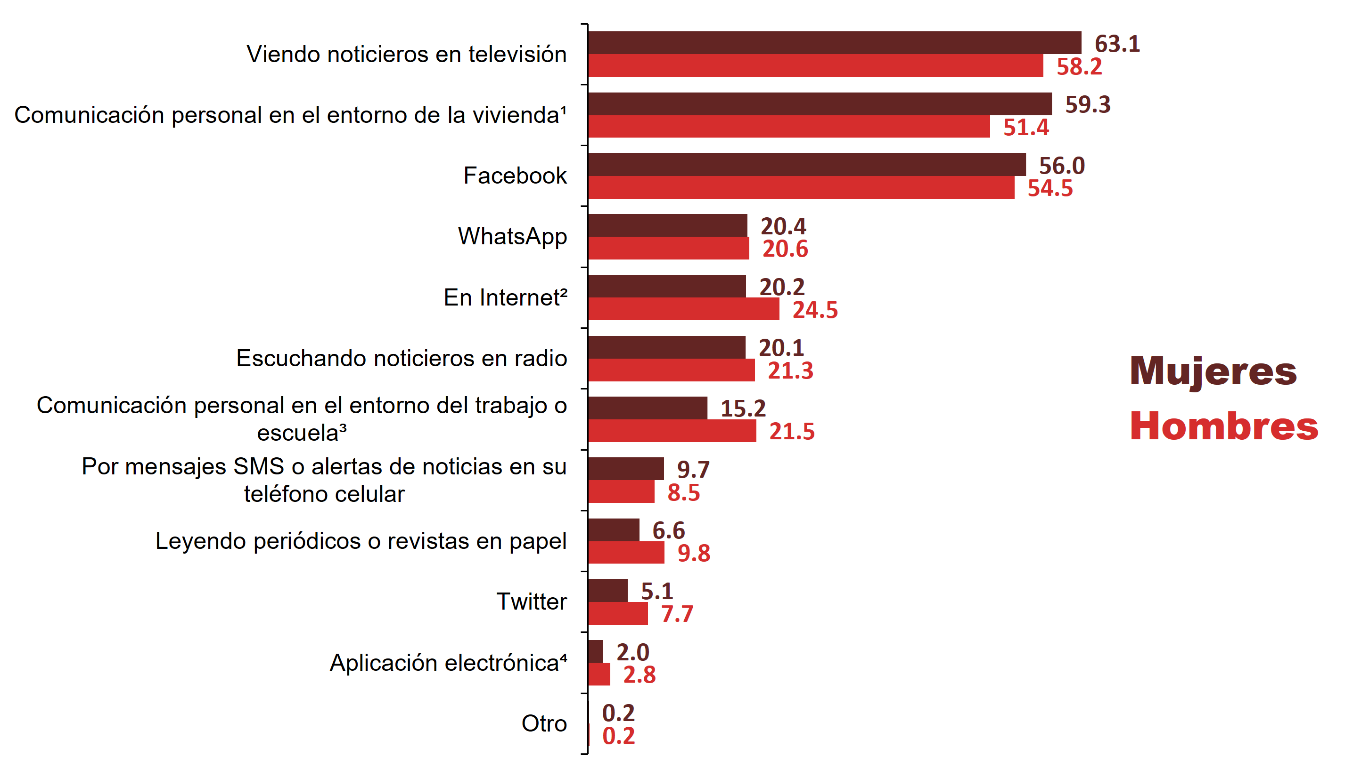 Viendo noticieros en televisión
63.1
58.2
Comunicación personal en el entorno de la vivienda¹
59.3
51.4
Facebook
56.0
54.5
WhatsApp
20.4
20.6
En Internet²
20.2
24.5
Escuchando noticieros en radio
20.1
21.3
Comunicación personal en el entorno del trabajo o
escuela³
15.2
21.5
Por mensajes SMS o alertas de noticias en su
teléfono celular
9.7
8.5
Leyendo periódicos o revistas en papel
6.6
9.8
Twitter
5.1
7.7
Aplicación electrónica⁴
2.0
2.8
Otro
0.2
0.2
Mujeres
Hombres